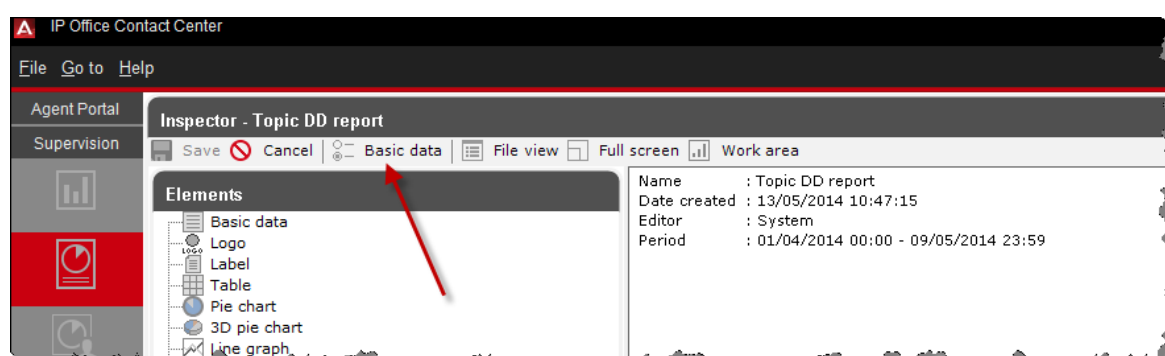 IP Office Contact Center
File Go to Help
Agent Portal
Supervision
Inspector - Topic DD report
Save Cancel Basic data File view Full screen Work area
Elements
Basic data
LOGO Logo
Label
Table
Pie chart
3D pie chart
Line graph
Name : Topic DD report
Date created : 13/05/2014 10:47:15
Editor : System
Period : 01/04/2014 00:00 - 09/05/2014 23:59